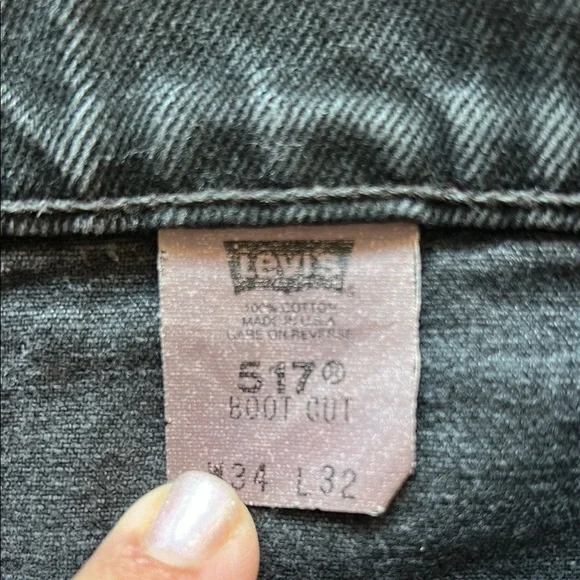 Levi's
®
100% COTTON
MADE IN U.S.A.
CARE ON REVERSE
517®
BOOT CUT
W34 L32